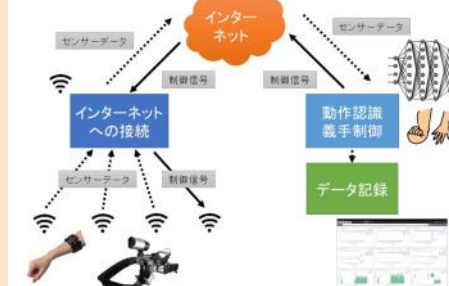 インター
ネット
センサーデータ
センサーデータ
制御信号
制御信号
インターネット
への接続
動作認識
義手制御
センサーデータ
制御信号
データ記録